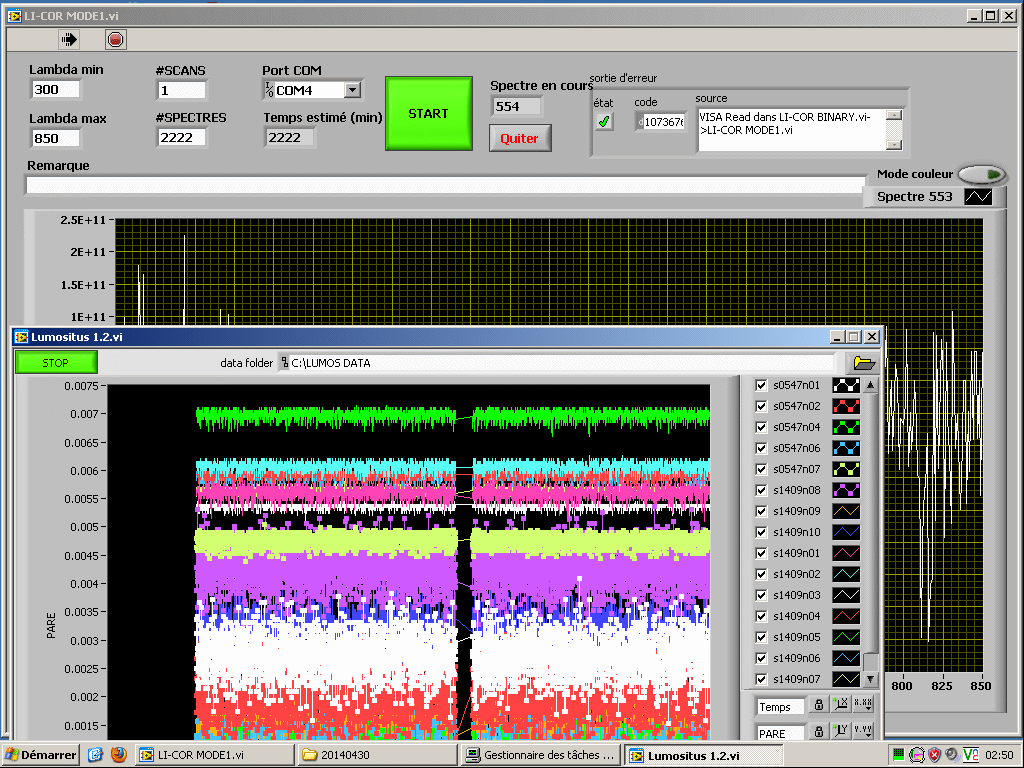 LI-COR MODE1.vi
Lambda min
#SCANS
Port COM
300
1
COM4
START
Spectre en cours
554
Quiter
sortie d'erreur
état
code
source
1073676
VISA Read dans LI-COR BINARY.vi-
>LI-COR MODE1.vi
Lambda max
#SPECTRES
Temps estimé (min)
850
2222
2222
Remarque
Mode couleur
Spectre 553
2.5E+11
2E+11
1.5E+11
1E+11
800
825
850
Lumositus 1.2.vi
STOP
data folder
C:\LUMOS DATA
0.0075
0.007
0.0065
0.006
0.0055
0.005
0.0045
0.004
0.0035
0.003
0.0025
0.002
0.0015
PARE
s0547n01
s0547n02
s0547n04
s0547n06
s0547n07
s1409n08
s1409n09
s1409n10
s1409n01
s1409n02
s1409n03
s1409n04
s1409n05
s1409n06
s1409n07
Temps
X
X.XX
PARE
Y
Y.YY
Démarrer
LI-COR MODE1.vi
20140430
Gestionnaire des tâches ...
Lumositus 1.2.vi
V2
02:50